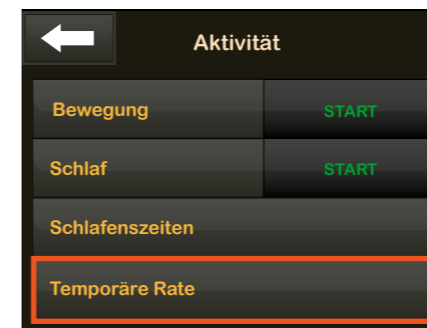 Aktivität
Bewegung START
Schlaf START
Schlafenszeiten
Temporäre Rate